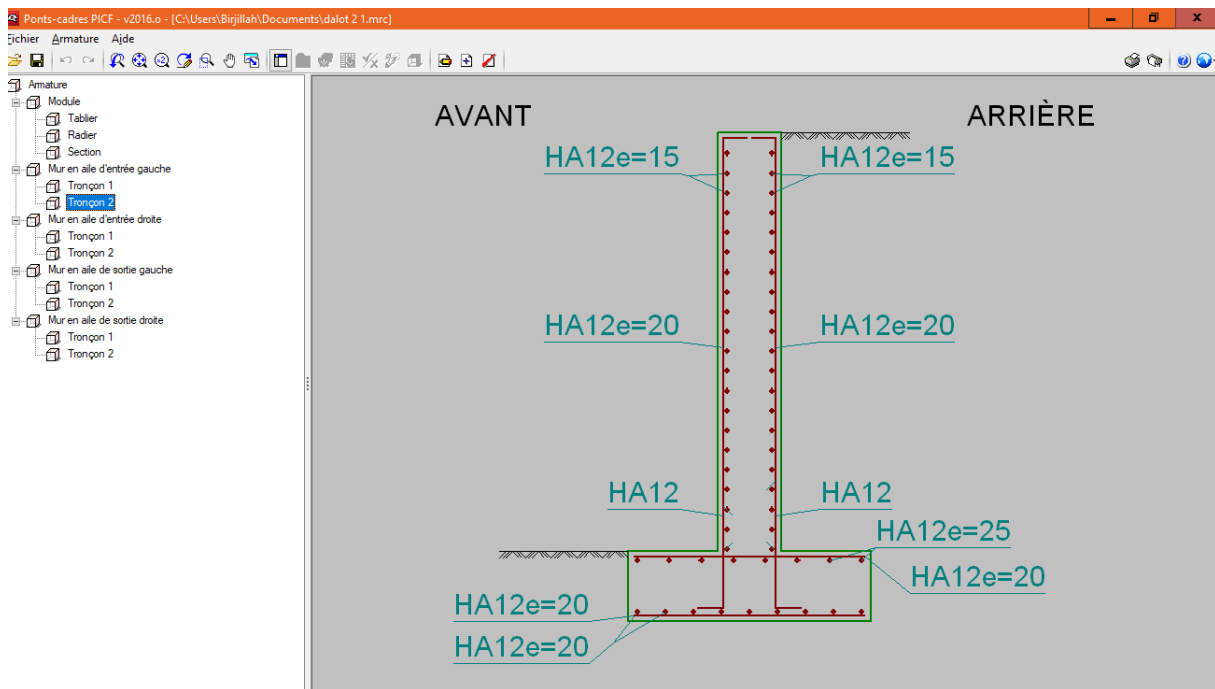 Ponts-cadres PICF - v2016.o - [C:\Users\Birjillah\Documents\dalot 2 1.mrc]
Fichier Armature Ajde
Armature
Module
Tablier
Radier
Section
Mur en aile d'entrée gauche
Tronçon 1
Tronçon 2
Mur en aile d'entrée droite
Tronçon 1
Tronçon 2
Mur en aile de sortie gauche
Tronçon 1
Tronçon 2
Mur en aile de sortie droite
Tronçon 1
Tronçon 2
AVANT ARRIÈRE
HA12e=15 HA12e=15
HA12e=20 HA12e=20
HA12 HA12
HA12e=25
HA12e=20
HA12e=20
HA12e=20